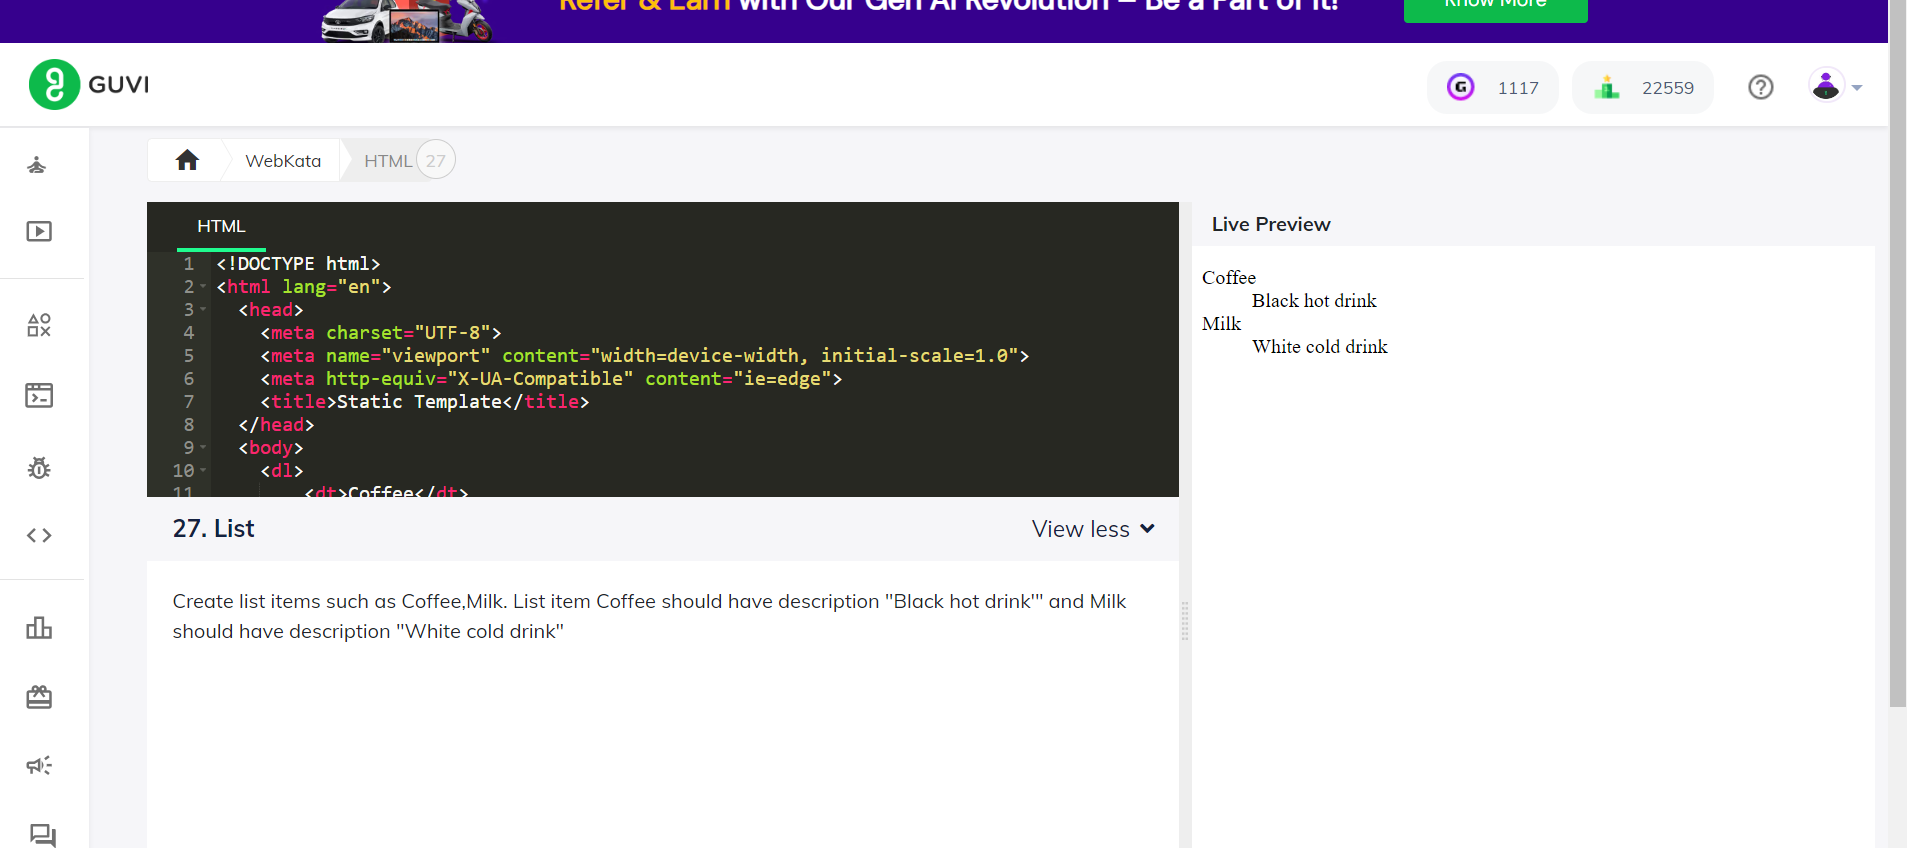 Refer & Earn with Our Gen AI Revolution – Be a Part of It!
Know More
GUVI
1117
22559
WebKata
HTML
27
HTML
1 <!DOCTYPE html>
2 <html lang="en">
3 <head>
4 <meta charset="UTF-8">
5 <meta name="viewport" content="width=device-width, initial-scale=1.0">
6 <meta http-equiv="X-UA-Compatible" content="ie=edge">
7 <title>Static Template</title>
8 </head>
9 <body>
10 <dl>
11 <dt>Coffee</dt>
27. List
View less
Create list items such as Coffee,Milk. List item Coffee should have description "Black hot drink'" and Milk
should have description "White cold drink"
Live Preview
Coffee
Black hot drink
Milk
White cold drink